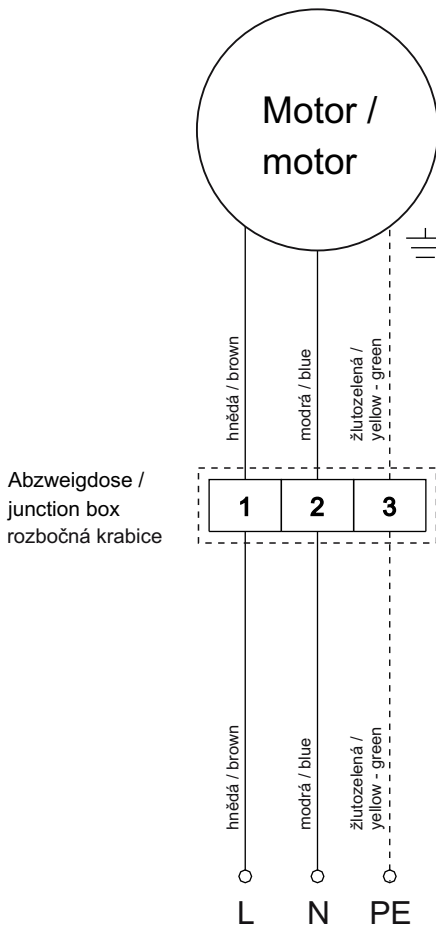 Motor /
motor
hnědá / brown
modrá / blue
žlutozelená /
yellow - green
Abzweigdose /
junction box
rozbočná krabice
1 2 3
hnědá / brown
modrá / blue
žlutozelená /
yellow - green
L N PE